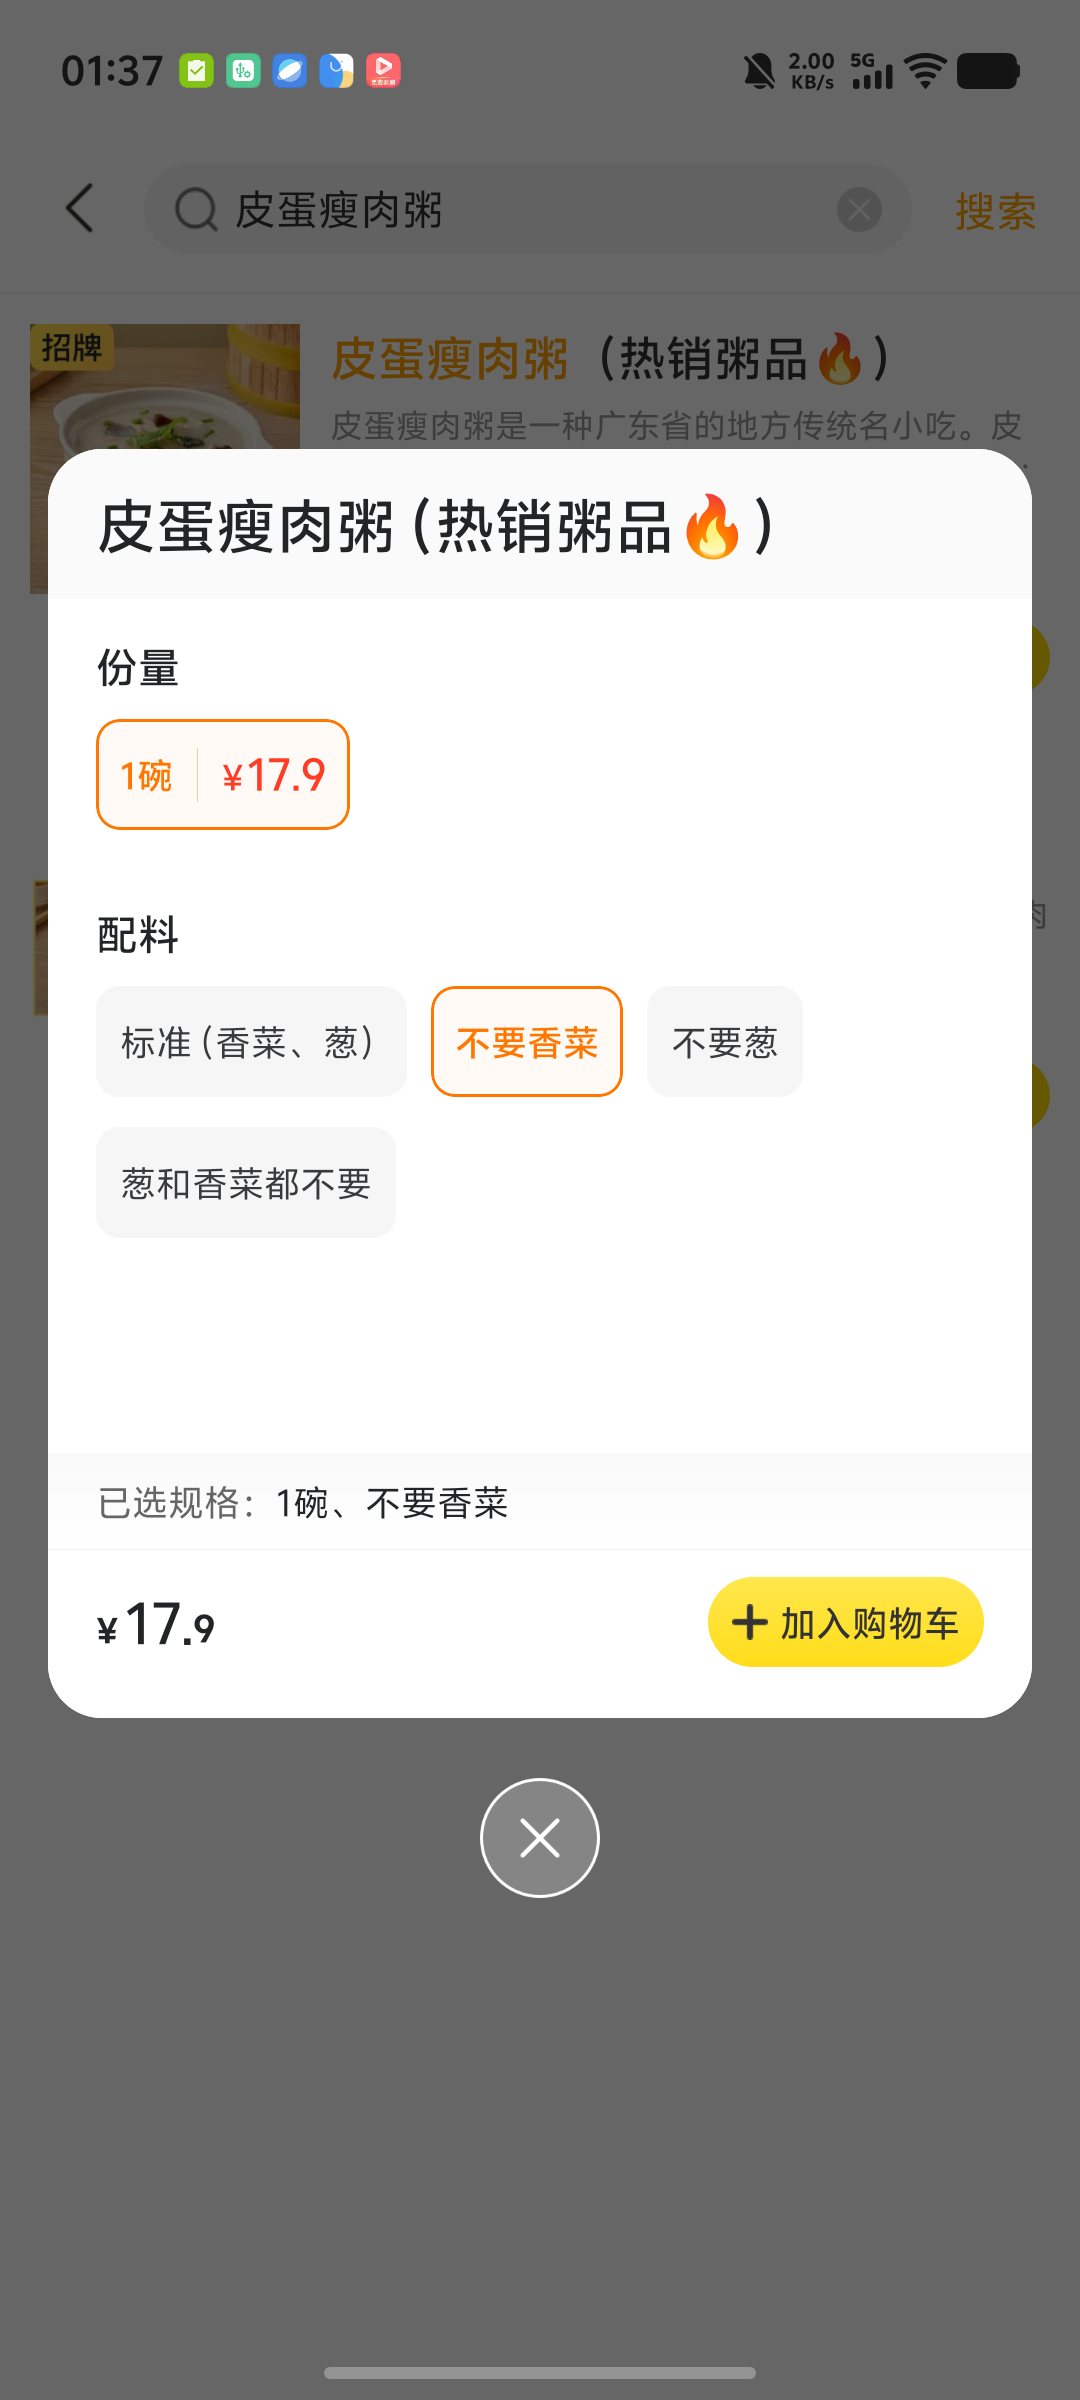 01:37
2.00 KB/s 5G
皮蛋瘦肉粥
搜索
招牌
皮蛋瘦肉粥（热销粥品🔥）
皮蛋瘦肉粥是一种广东省的地方传统名小吃。皮
皮蛋瘦肉粥（热销粥品🔥）
份量
1碗 ¥17.9
肉
配料
标准（香菜、葱） 不要香菜 不要葱
葱和香菜都不要
已选规格：1碗、不要香菜
¥17.9
加入购物车